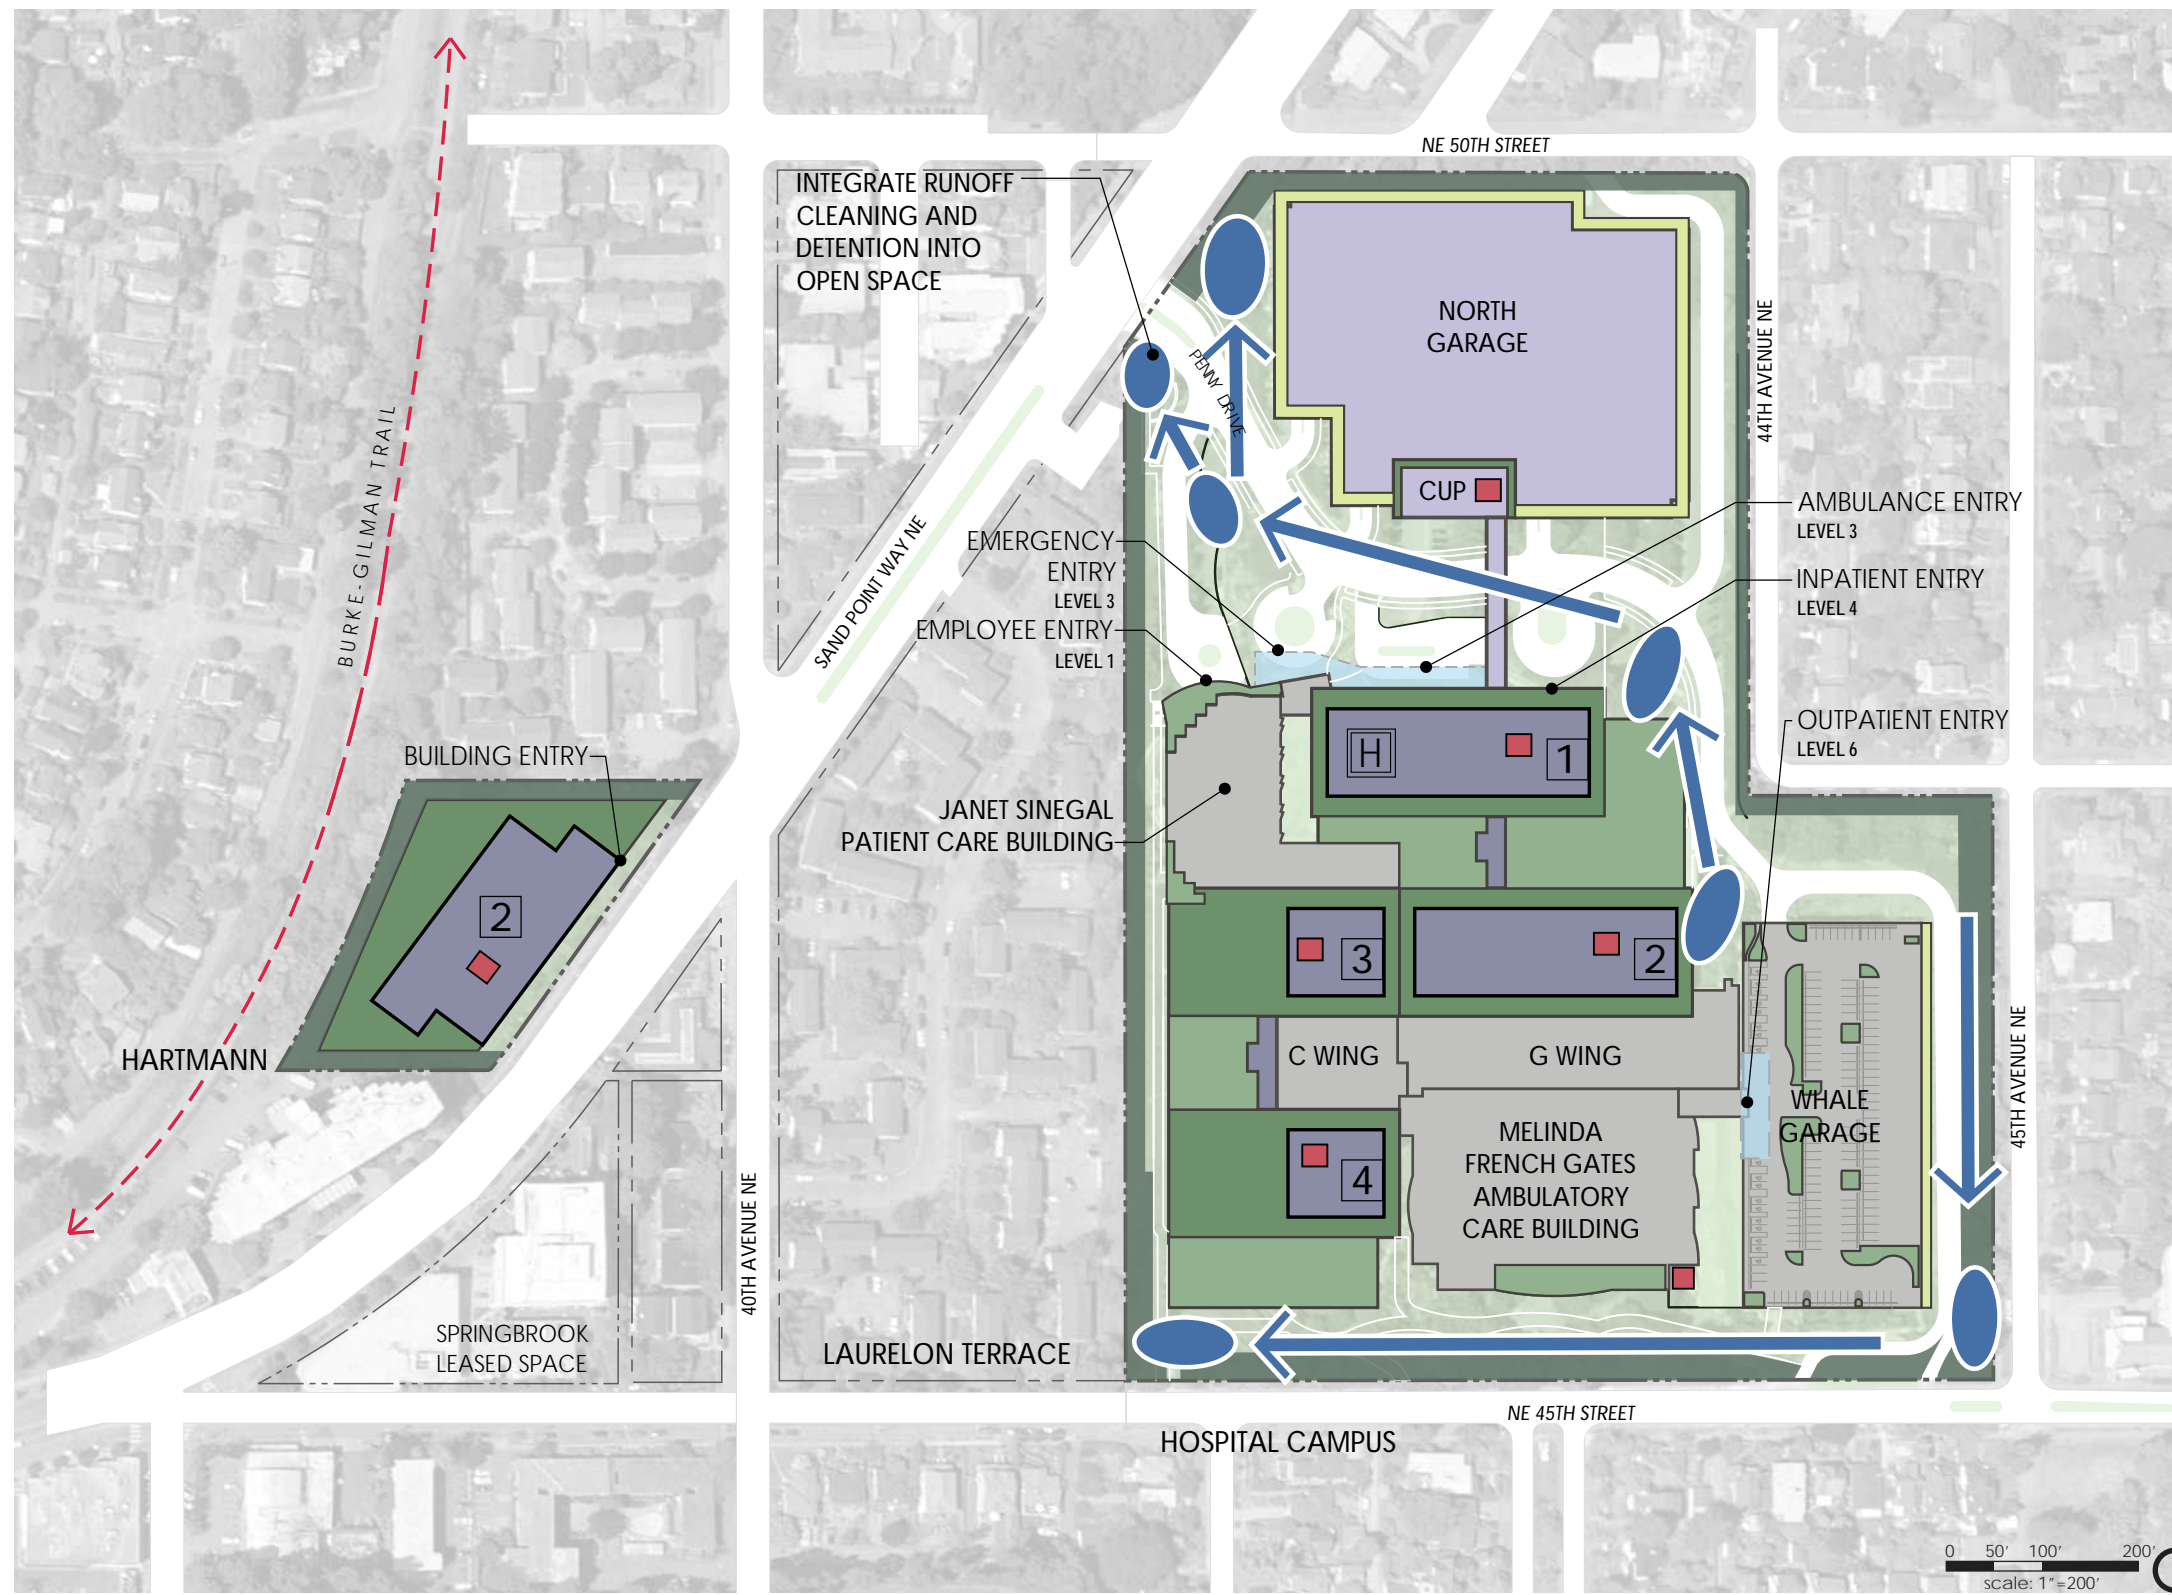 NE 50TH STREET
INTEGRATE RUNOFF
CLEANING AND
DETENTION INTO
OPEN SPACE
NORTH
GARAGE
PENNY DRIVE
44TH AVENUE NE
BURKE-GILMAN TRAIL
CUP
AMBULANCE ENTRY
LEVEL 3
EMERGENCY
ENTRY
LEVEL 3
SAND POINT WAY NE
INPATIENT ENTRY
LEVEL 4
EMPLOYEE ENTRY
LEVEL 1
OUTPATIENT ENTRY
LEVEL 6
BUILDING ENTRY
H
1
JANET SINEGAL
PATIENT CARE BUILDING
2
3
2
HARTMANN
C WING
G WING
45TH AVENUE NE
WHALE
GARAGE
MELINDA
FRENCH GATES
AMBULATORY
CARE BUILDING
4
40TH AVENUE NE
SPRINGBROOK
LEASED SPACE
LAURELON TERRACE
NE 45TH STREET
HOSPITAL CAMPUS
0 50' 100' 200'
scale: 1"=200'